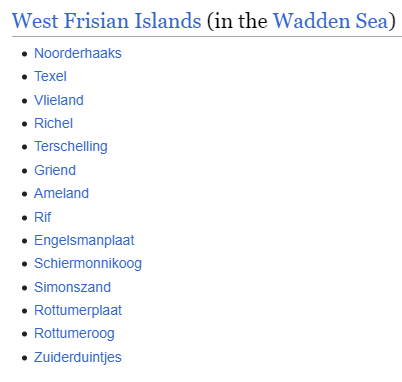 West Frisian Islands (in the Wadden Sea)
Noorderhaaks
Texel
Vlieland
Richel
Terschelling
Griend
Ameland
Rif
Engelsmanplaat
Schiermonnikoog
Simonszand
Rottumerplaat
Rottumeroog
Zuiderduintjes